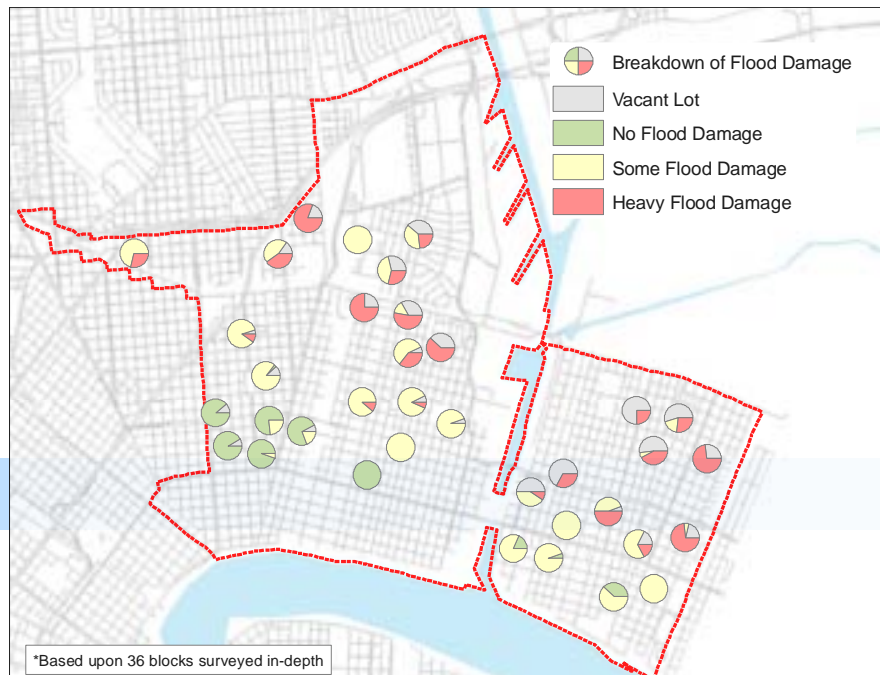 Breakdown of Flood Damage
Vacant Lot
No Flood Damage
Some Flood Damage
Heavy Flood Damage
*Based upon 36 blocks surveyed in-depth